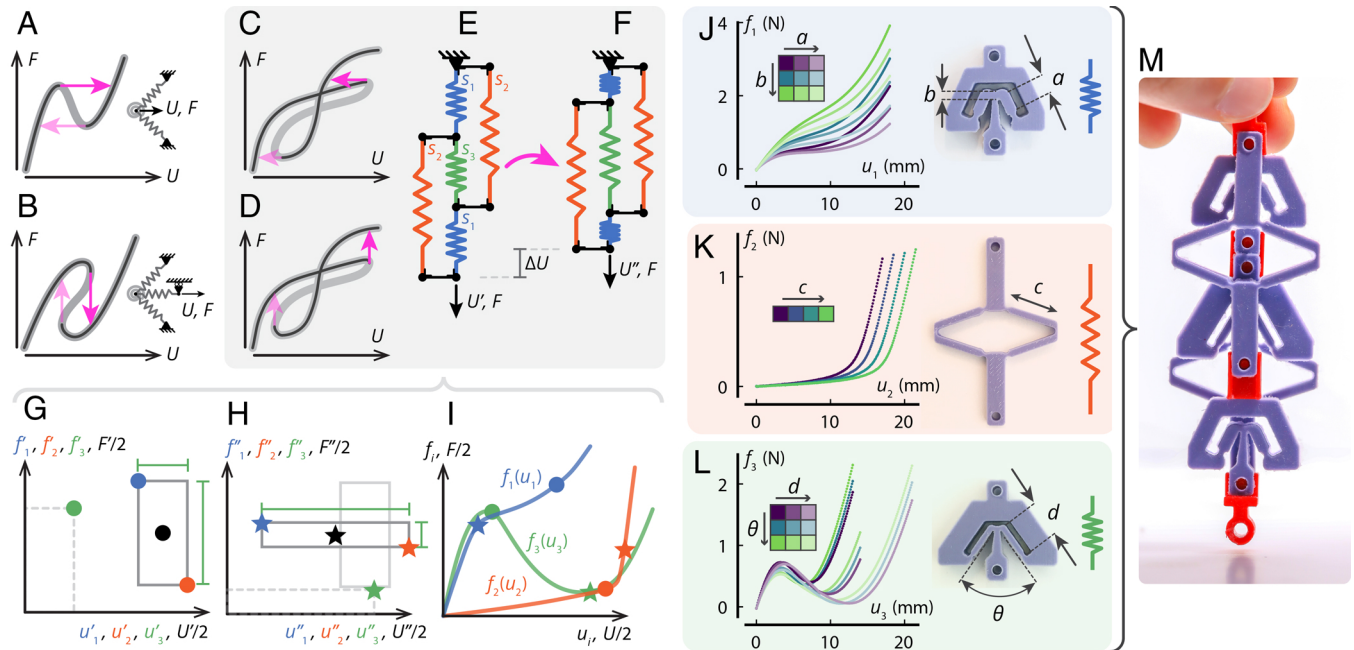 A
F
U, F
U
B
F
U, F
U
C
F
U
D
F
U
E
s₁
s₂
s₂
s₃
s₁
ΔU
U′, F
F
U″, F
G
f′₁, f′₂, f′₃, F′/2
u′₁, u′₂, u′₃, U′/2
H
f″₁, f″₂, f″₃, F″/2
u″₁, u″₂, u″₃, U″/2
I
fᵢ, F/2
f₁(u₁)
f₃(u₃)
f₂(u₂)
uᵢ, U/2
J
f₁ (N)
4
2
0
a
b
u₁ (mm)
0
10
20
b
a
K
f₂ (N)
1
0
c
u₂ (mm)
0
10
20
c
L
f₃ (N)
2
1
0
d
θ
u₃ (mm)
0
10
20
d
θ
M